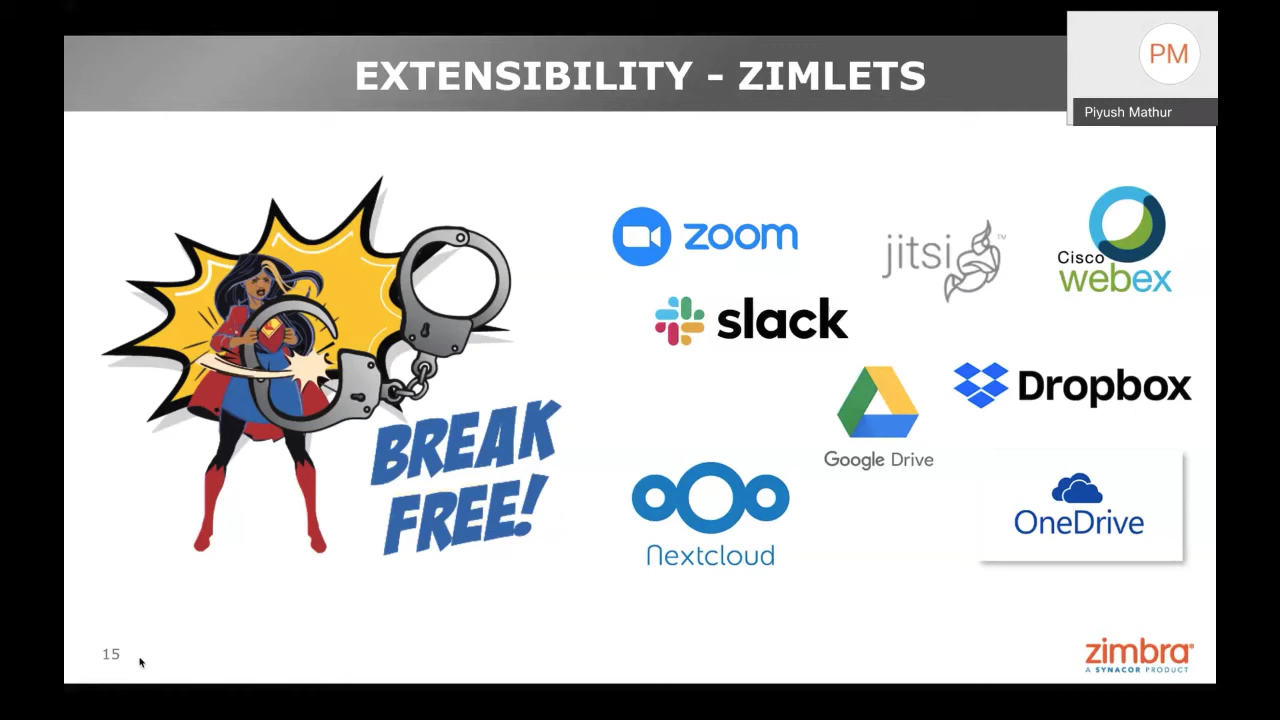 EXTENSIBILITY - ZIMLETS
PM
Piyush Mathur
zoom
jitsi™
Cisco
webex
slack
Dropbox
Google Drive
BREAK
FREE!
Nextcloud
OneDrive
15
zimbra®
A SYNACOR PRODUCT